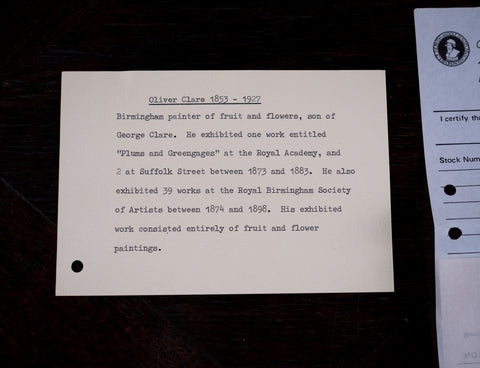 Oliver Clare 1853 - 1927
Birmingham painter of fruit and flowers, son of
George Clare. He exhibited one work entitled
"Plums and Greengages" at the Royal Academy, and
2 at Suffolk Street between 1873 and 1883. He also
exhibited 39 works at the Royal Birmingham Society
of Artists between 1874 and 1898. His exhibited
work consisted entirely of fruit and flower
paintings.
I certify tha
Stock Num